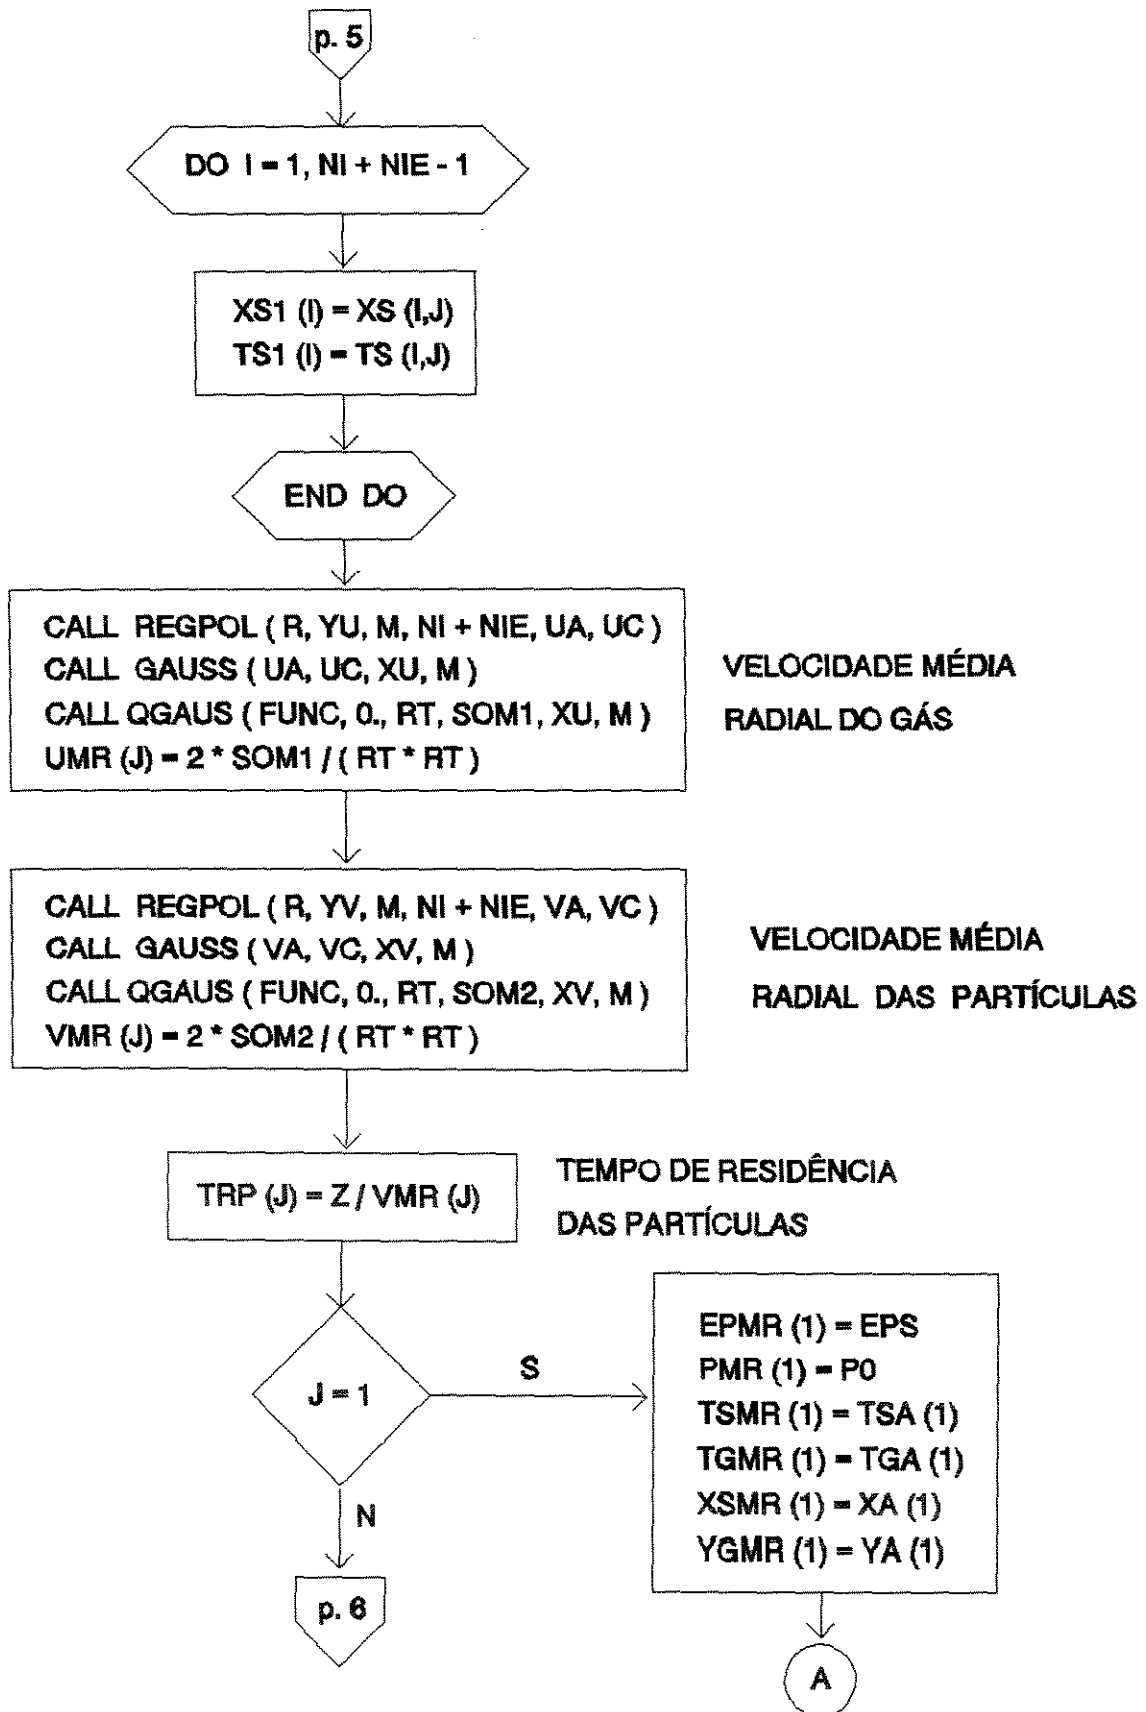 p. 5
DO I = 1, NI + NIE - 1
XS1 (I) = XS (I,J)
TS1 (I) = TS (I,J)
END DO
CALL REGPOL ( R, YU, M, NI + NIE, UA, UC )
CALL GAUSS ( UA, UC, XU, M )
CALL QGAUS ( FUNC, 0., RT, SOM1, XU, M )
UMR (J) = 2 * SOM1 / ( RT * RT )
VELOCIDADE MÉDIA
RADIAL DO GÁS
CALL REGPOL ( R, YV, M, NI + NIE, VA, VC )
CALL GAUSS ( VA, VC, XV, M )
CALL QGAUS ( FUNC, 0., RT, SOM2, XV, M )
VMR (J) = 2 * SOM2 / ( RT * RT )
VELOCIDADE MÉDIA
RADIAL DAS PARTÍCULAS
TRP (J) = Z / VMR (J)
TEMPO DE RESIDÊNCIA
DAS PARTÍCULAS
J = 1
S
EPMR (1) = EPS
PMR (1) = P0
TSMR (1) = TSA (1)
TGMR (1) = TGA (1)
XSMR (1) = XA (1)
YGMR (1) = YA (1)
N
p. 6
A